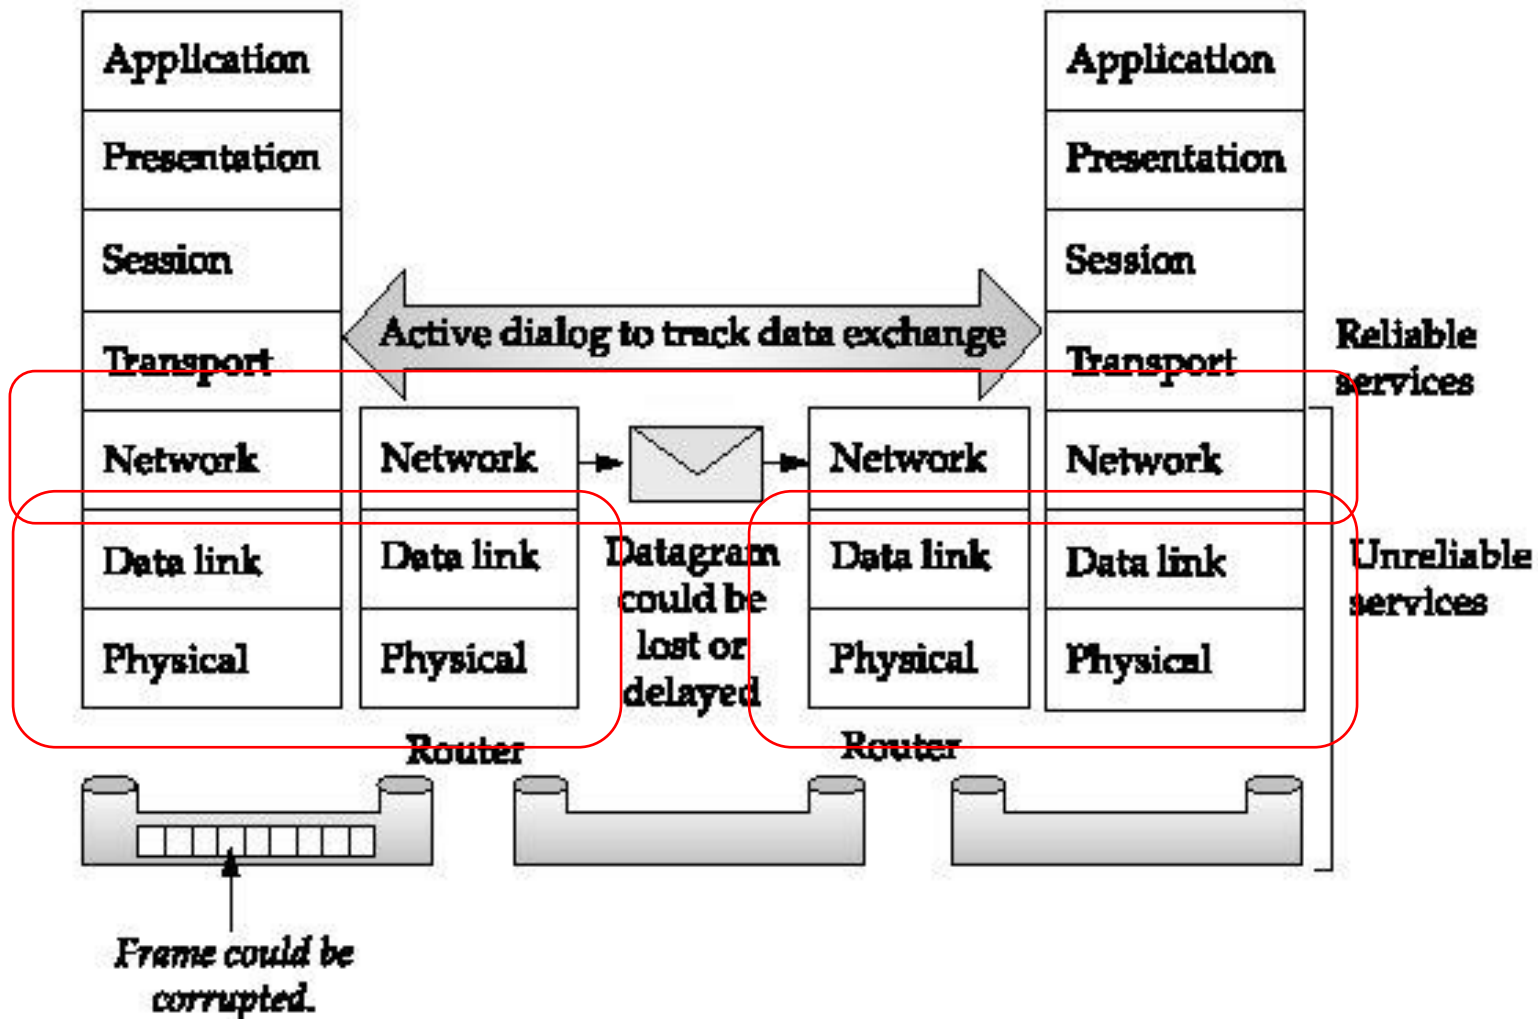 Application
Application
Presentation
Presentation
Session
Session
Active dialog to track data exchange
Transport
Transport
Reliable
services
Network
Network
Network
Network
Data link
Data link
Datagram
could be
lost or
delayed
Data link
Data link
Unreliable
services
Physical
Physical
Physical
Physical
Router
Router
Frame could be
corrupted.